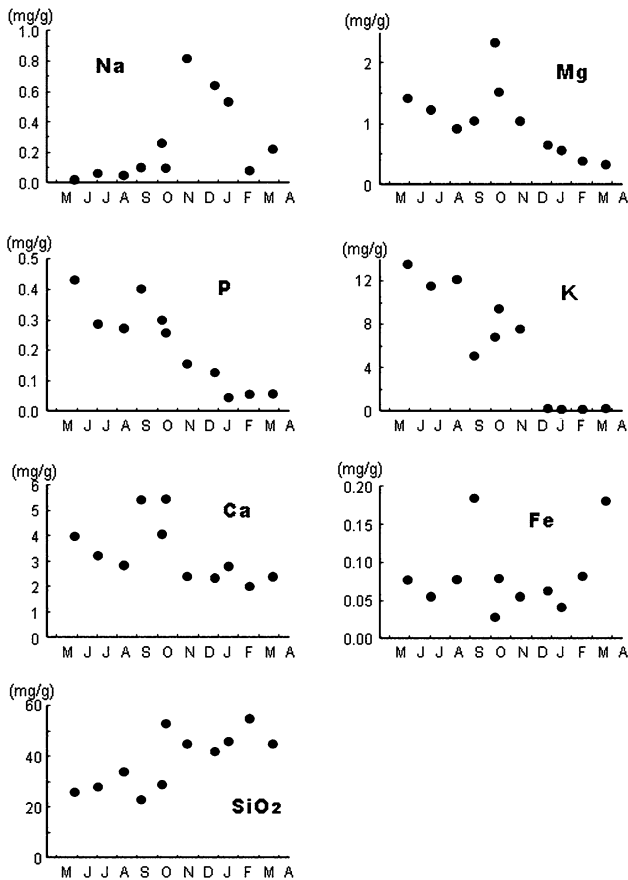 (mg/g)
1.0
0.8
0.6
0.4
0.2
0.0
Na
M J J A S O N D J F M A
(mg/g)
2
1
0
Mg
M J J A S O N D J F M A
(mg/g)
0.5
0.4
0.3
0.2
0.1
0.0
P
M J J A S O N D J F M A
(mg/g)
12
8
4
0
K
M J J A S O N D J F M A
(mg/g)
6
5
4
3
2
1
0
Ca
M J J A S O N D J F M A
(mg/g)
0.20
0.15
0.10
0.05
0.00
Fe
M J J A S O N D J F M A
(mg/g)
60
40
20
0
SiO2
M J J A S O N D J F M A